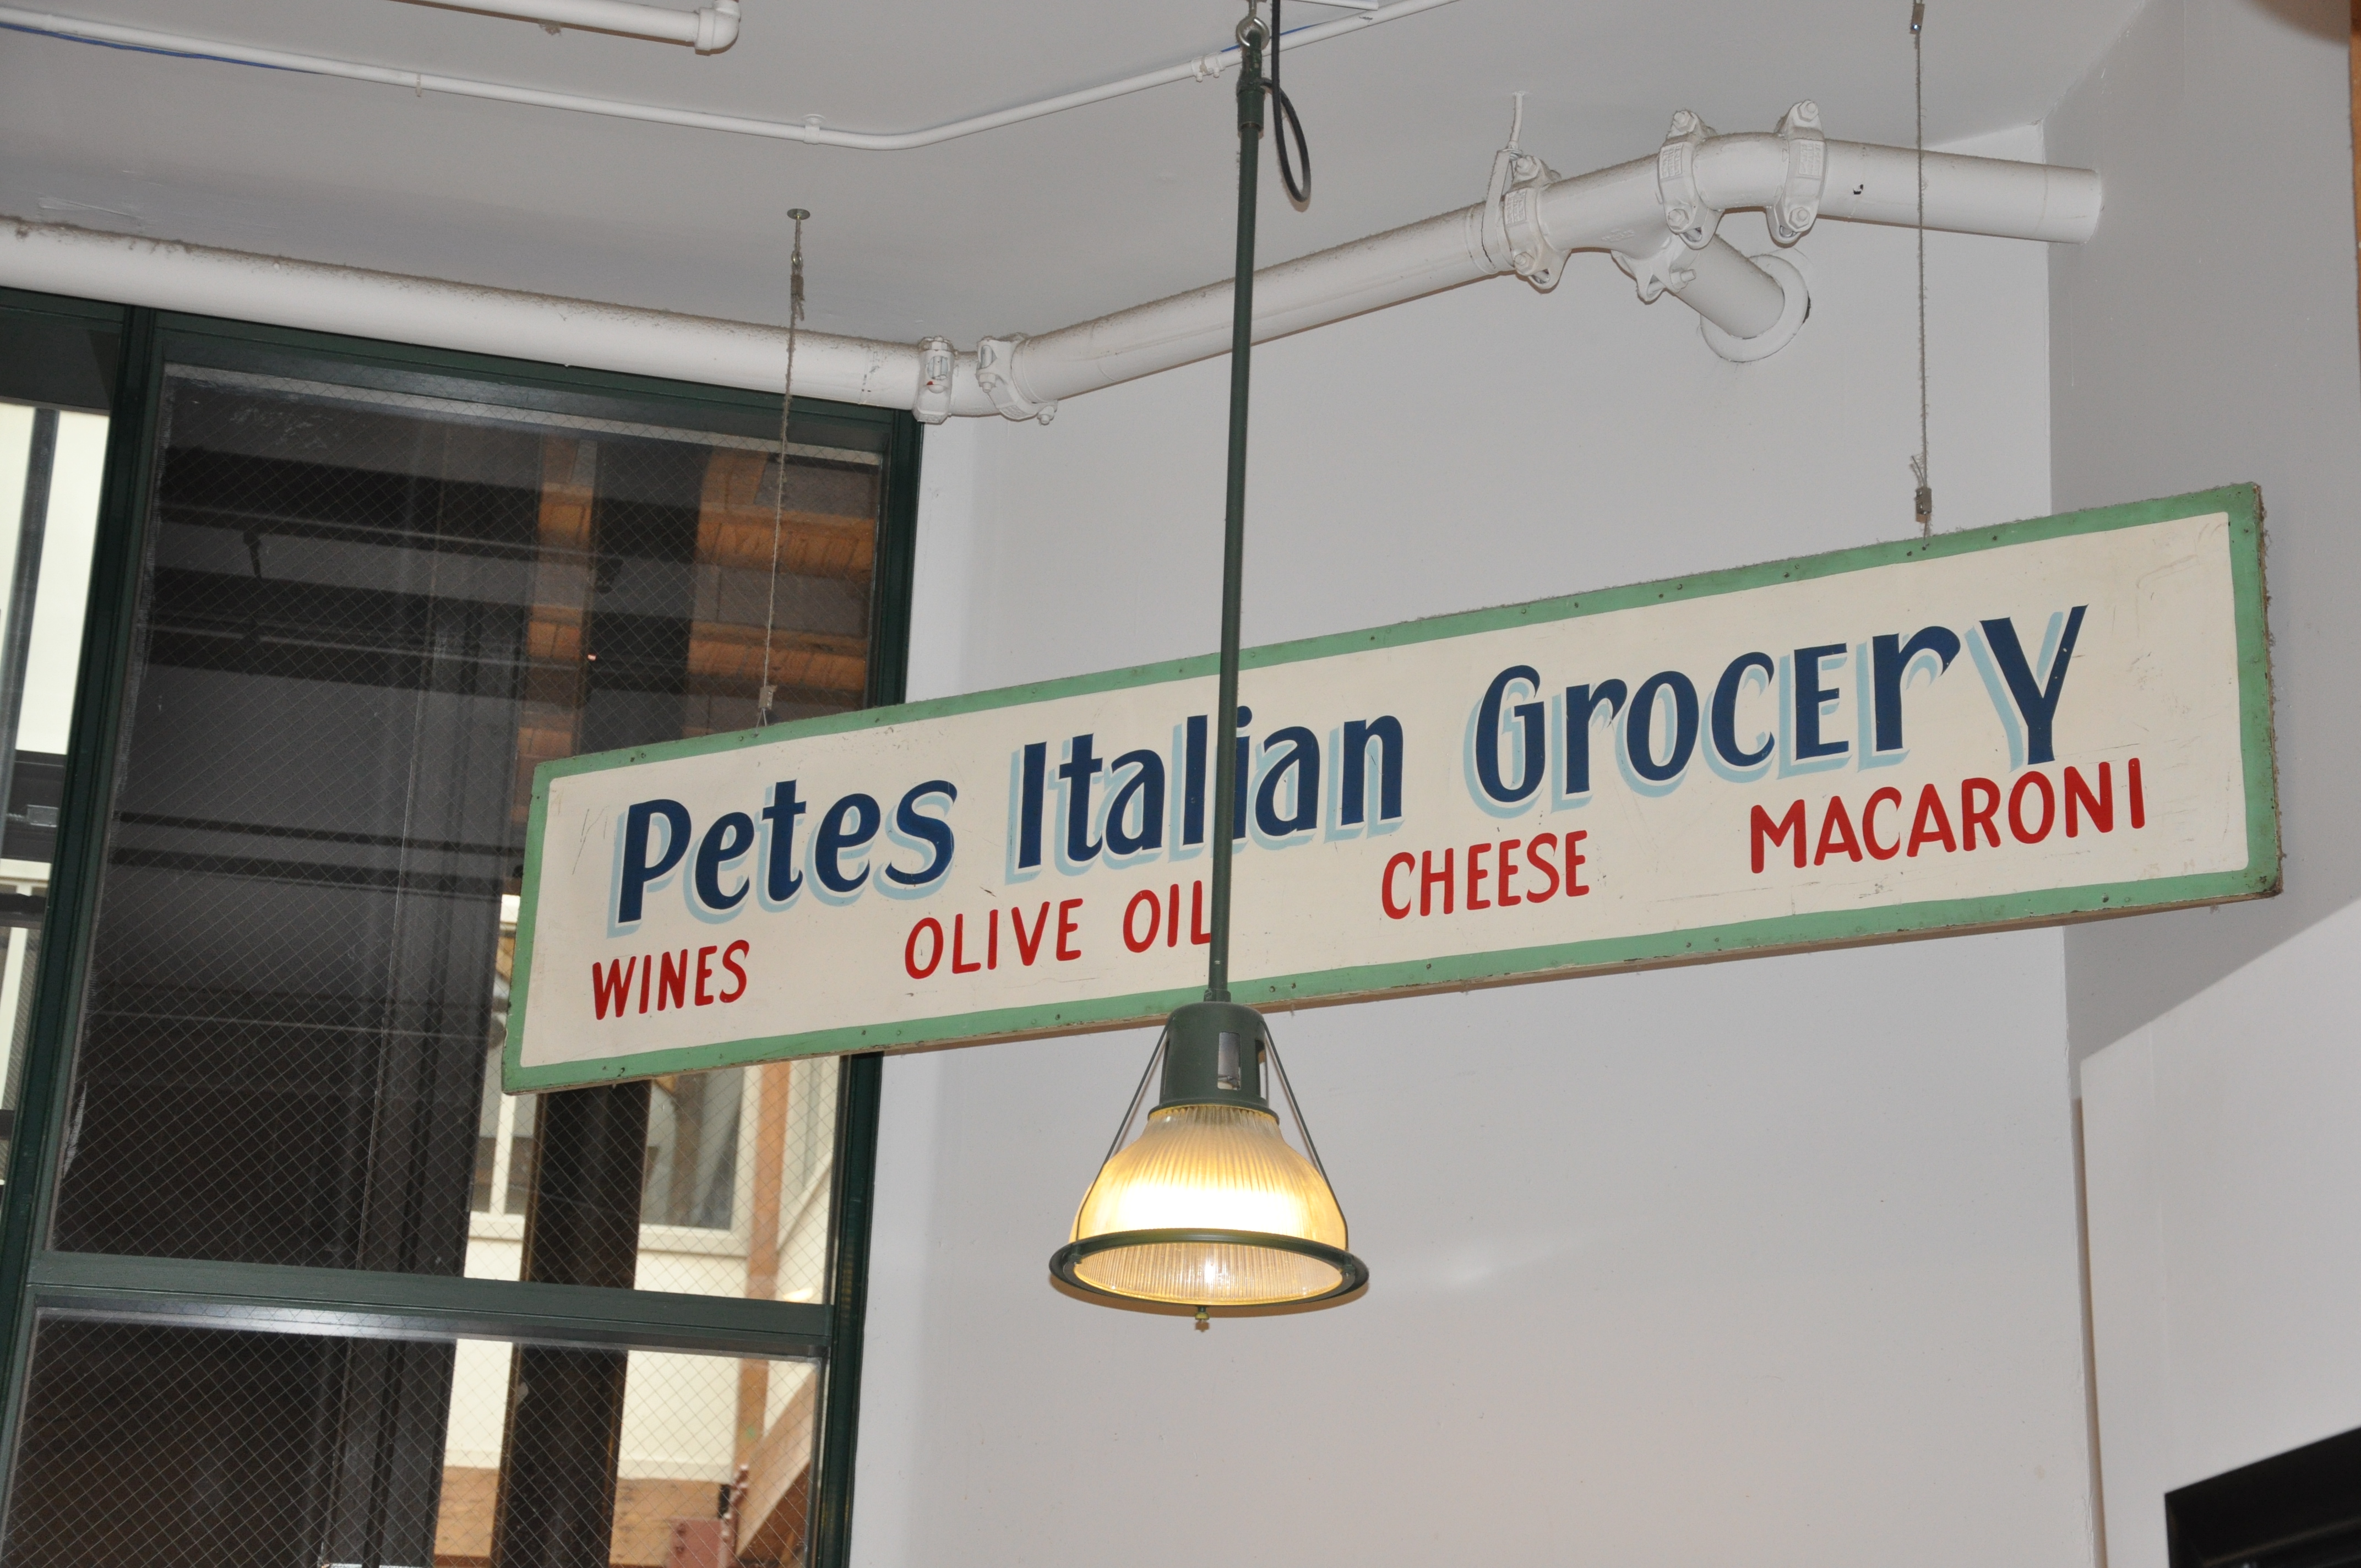 Petes Italian Grocery
WINES OLIVE OIL CHEESE MACARONI